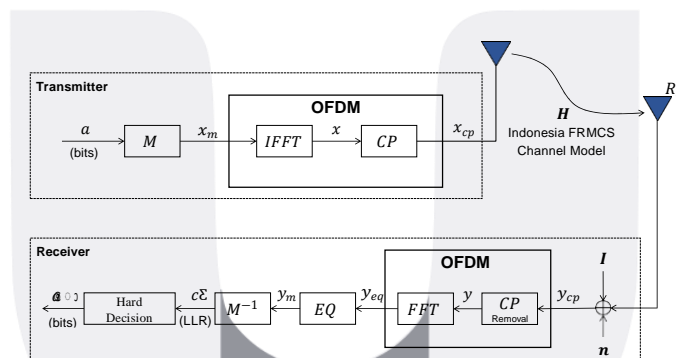 Transmitter
OFDM
a
(bits)
M
x_m
IFFT
x
CP
x_cp
H
Indonesia FRMCS
Channel Model
R
Receiver
OFDM
I
(bits)
Hard
Decision
(LLR)
M⁻¹
y_m
EQ
y_eq
FFT
y
CP
Removal
y_cp
n